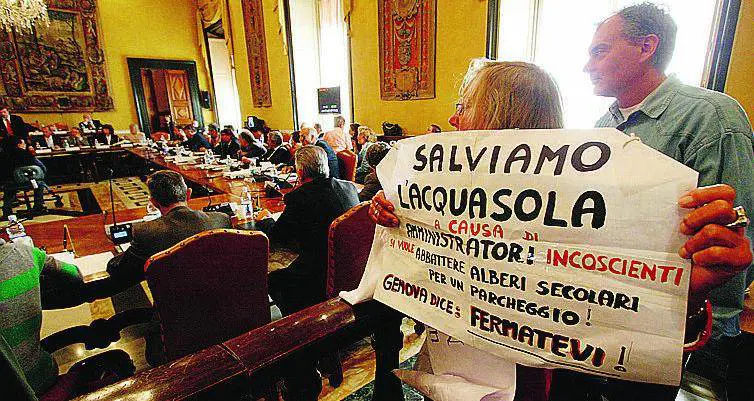 SALVIAMO
L'ACQUASOLA
A CAUSA DI
AMMINISTRATORI INCOSCIENTI
SI VUOLE ABBATTERE ALBERI SECOLARI
PER UN PARCHEGGIO!
GENOVA DICE: FERMATEVI!